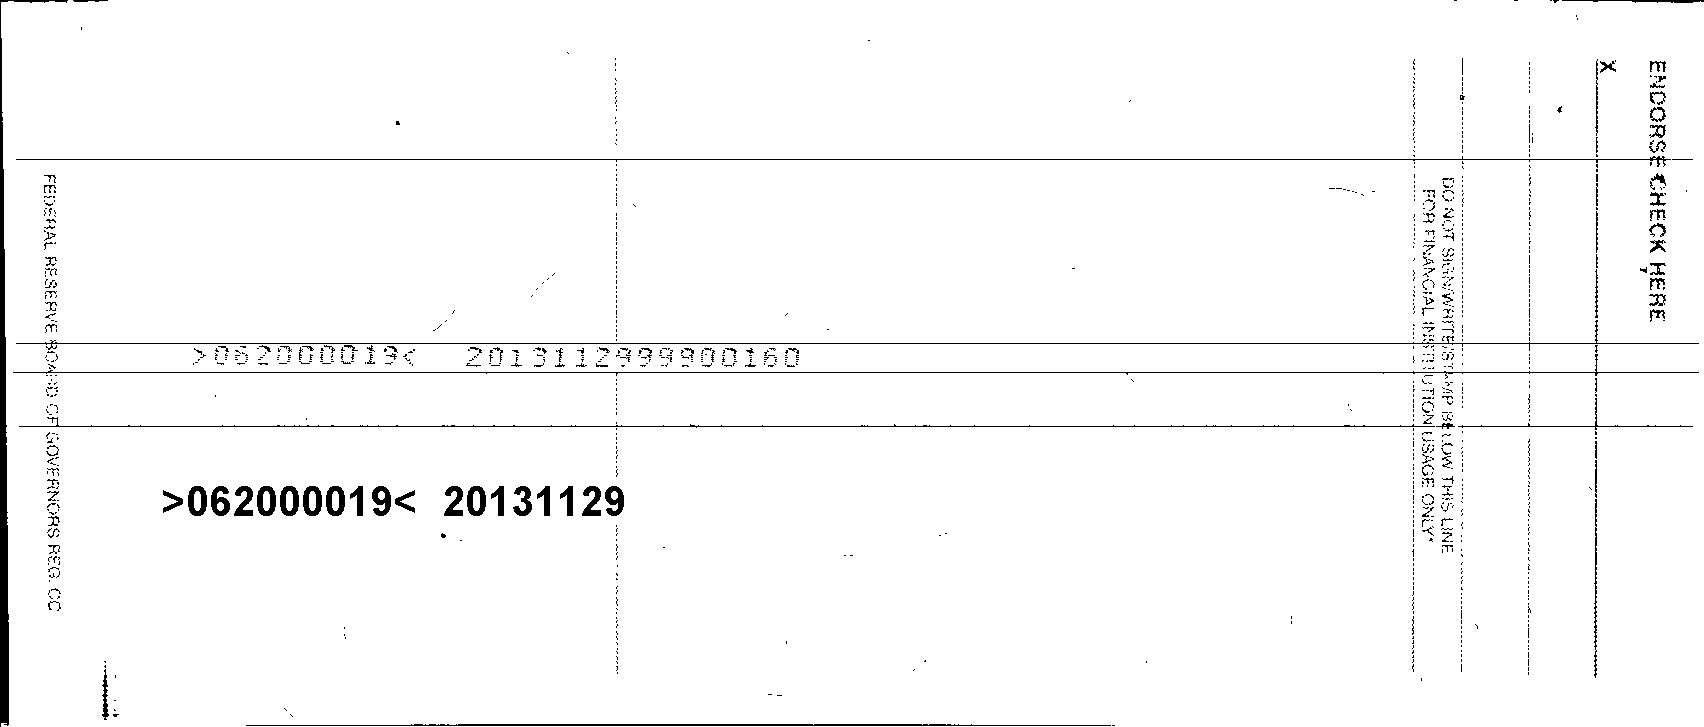 ENDORSE CHECK HERE
X
DO NOT SIGN/WRITE/STAMP BELOW THIS LINE
FOR FINANCIAL INSTITUTION USAGE ONLY*
>062000019< 2013112999900160
>062000019< 20131129
FEDERAL RESERVE BOARD OF GOVERNORS REG. CC